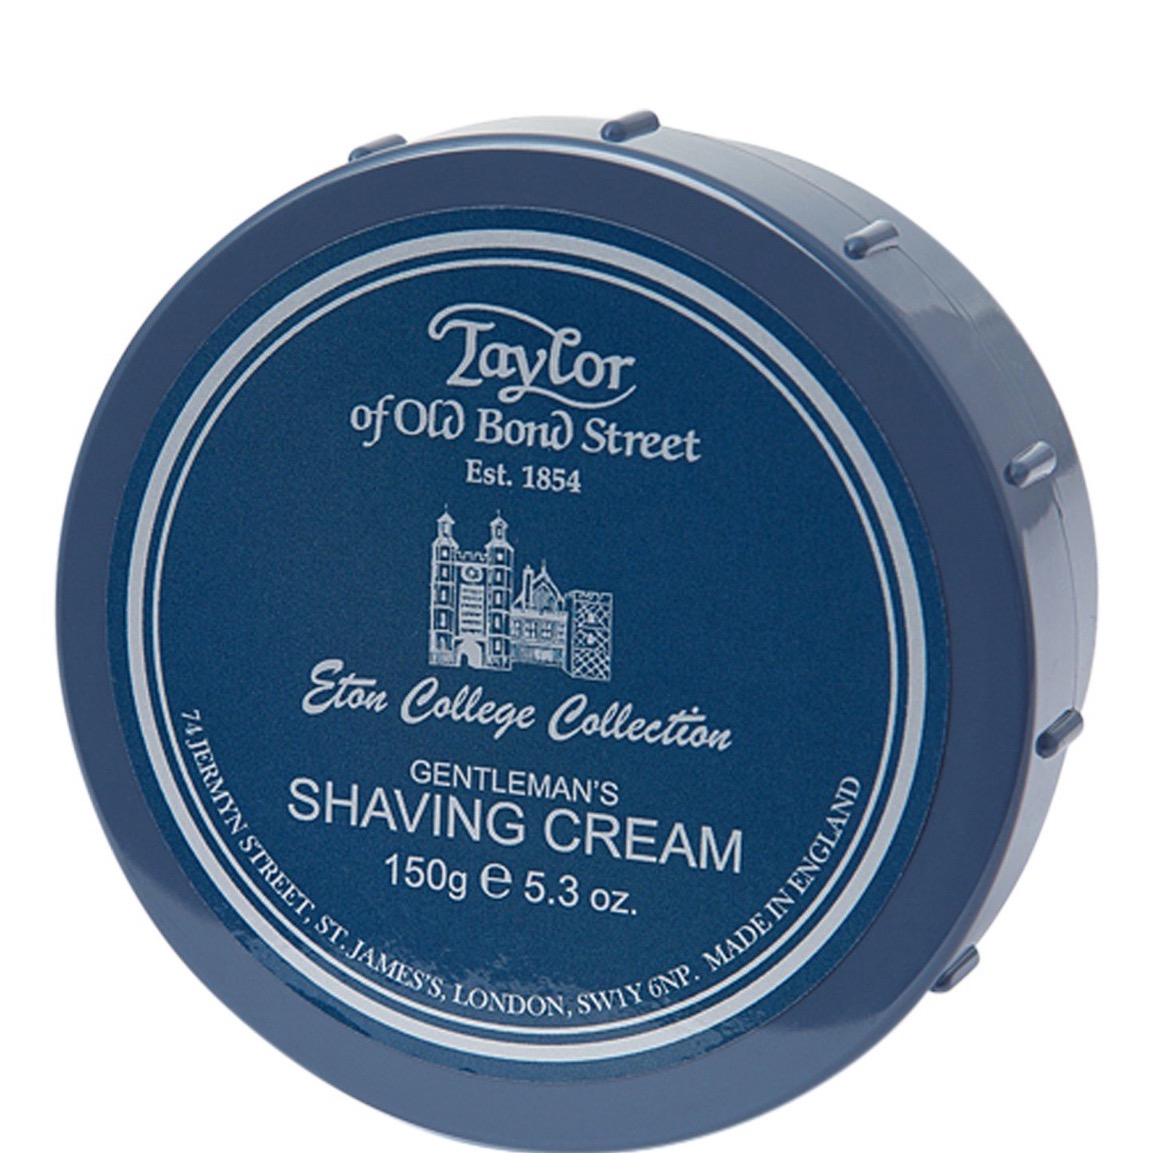 Taylor
of Old Bond Street
Est. 1854
Eton College Collection
GENTLEMAN'S
SHAVING CREAM
150g ℮ 5.3 oz.
74 JERMYN STREET, ST. JAMES'S, LONDON, SW1Y 6NP. MADE IN ENGLAND